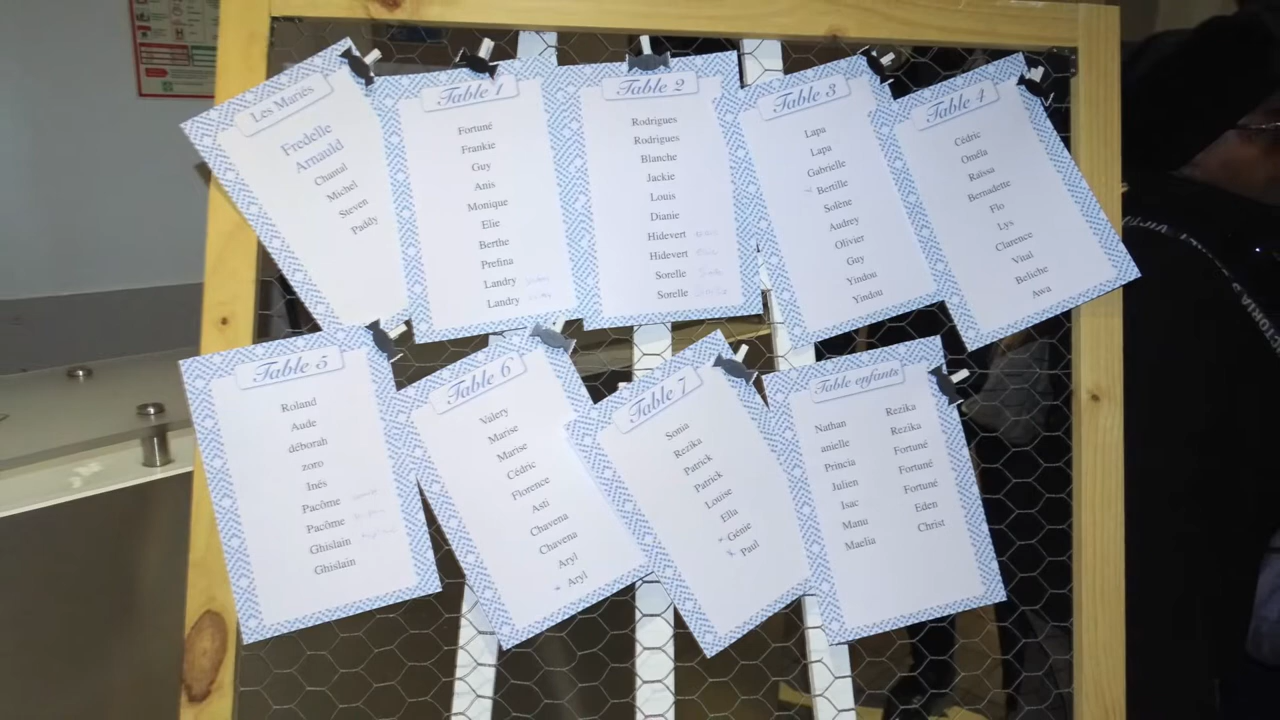 Les Mariés
Fredelle
Arnauld
Chantal
Michel
Steven
Paddy
Table 1
Fortuné
Frankie
Guy
Anis
Monique
Elie
Berthe
Prefina
Landry
Landry
Table 2
Rodrigues
Rodrigues
Blanche
Jackie
Louis
Dianie
Hidevert
Hidevert
Sorelle
Sorelle
Table 3
Lapa
Lapa
Gabrielle
Bertille
Solène
Audrey
Olivier
Guy
Yindou
Yindou
Table 4
Cédric
Oméla
Raïssa
Bernadette
Flo
Lys
Clarence
Vital
Beliche
Awa
Table 5
Roland
Aude
déborah
zoro
Inés
Pacôme
Pacôme
Ghislain
Ghislain
Table 6
Valery
Marise
Marise
Cédric
Florence
Asti
Chavena
Chavena
Aryl
Aryl
Table 7
Sonia
Rezika
Patrick
Patrick
Louise
Ella
Génie
Paul
Table enfants
Nathan
anielle
Princia
Julien
Isac
Manu
Maelia
Rezika
Rezika
Fortuné
Fortuné
Fortuné
Eden
Christ